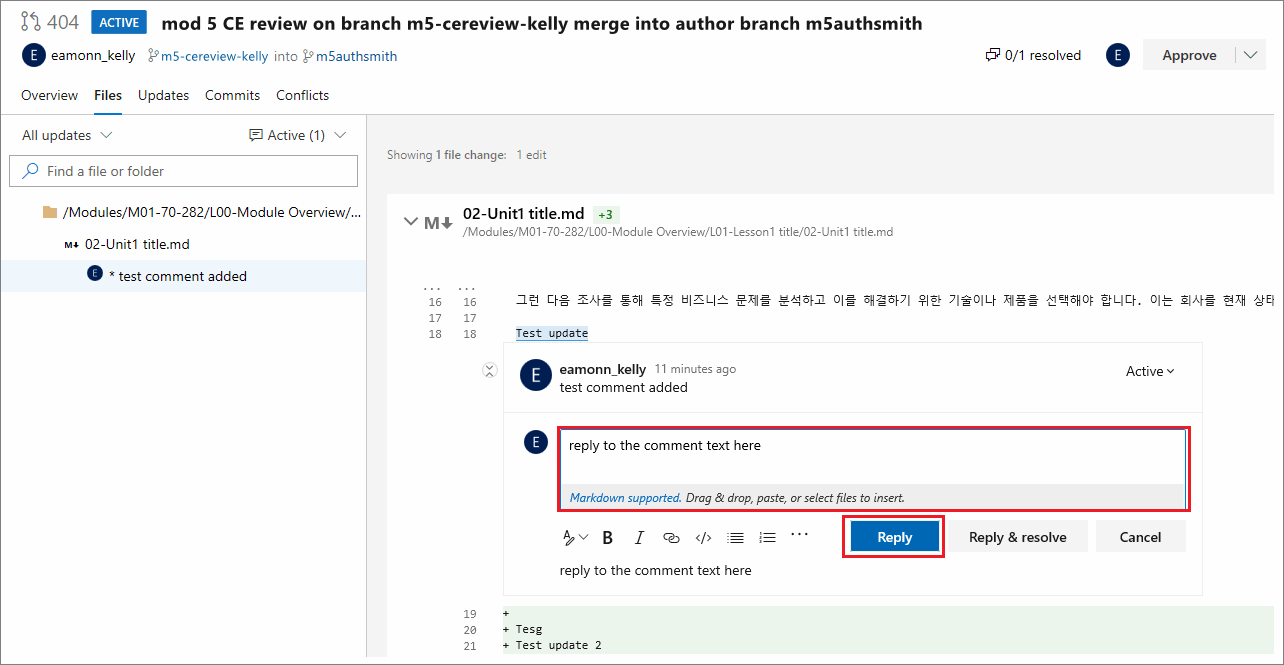 404 ACTIVE mod 5 CE review on branch m5-cereview-kelly merge into author branch m5authsmith
E eamonn_kelly m5-cereview-kelly into m5authsmith 0/1 resolved E Approve
Overview Files Updates Commits Conflicts
All updates Active (1)
Find a file or folder
/Modules/M01-70-282/L00-Module Overview/...
M↓ 02-Unit1 title.md
E * test comment added
Showing 1 file change: 1 edit
M↓ 02-Unit1 title.md +3
/Modules/M01-70-282/L00-Module Overview/L01-Lesson1 title/02-Unit1 title.md
... ...
16 16 그런 다음 조사를 통해 특정 비즈니스 문제를 분석하고 이를 해결하기 위한 기술이나 제품을 선택해야 합니다. 이는 회사를 현재 상태
17 17
18 18 Test update
E eamonn_kelly 11 minutes ago Active
test comment added
E reply to the comment text here
Markdown supported. Drag & drop, paste, or select files to insert.
B I </> ... Reply Reply & resolve Cancel
reply to the comment text here
19 +
20 + Tesg
21 + Test update 2